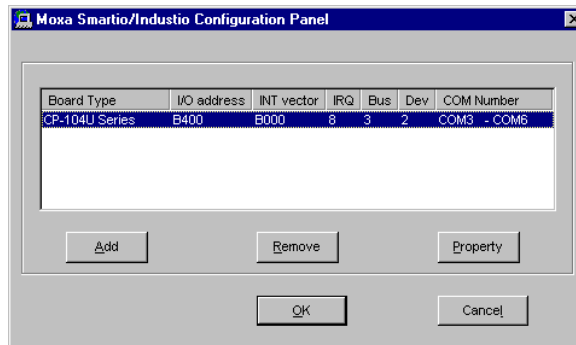 Moxa Smartio/Industio Configuration Panel
Board Type I/O address INT vector IRQ Bus Dev COM Number
CP-104U Series B400 B000 8 3 2 COM3 - COM6
Add Remove Property
OK Cancel